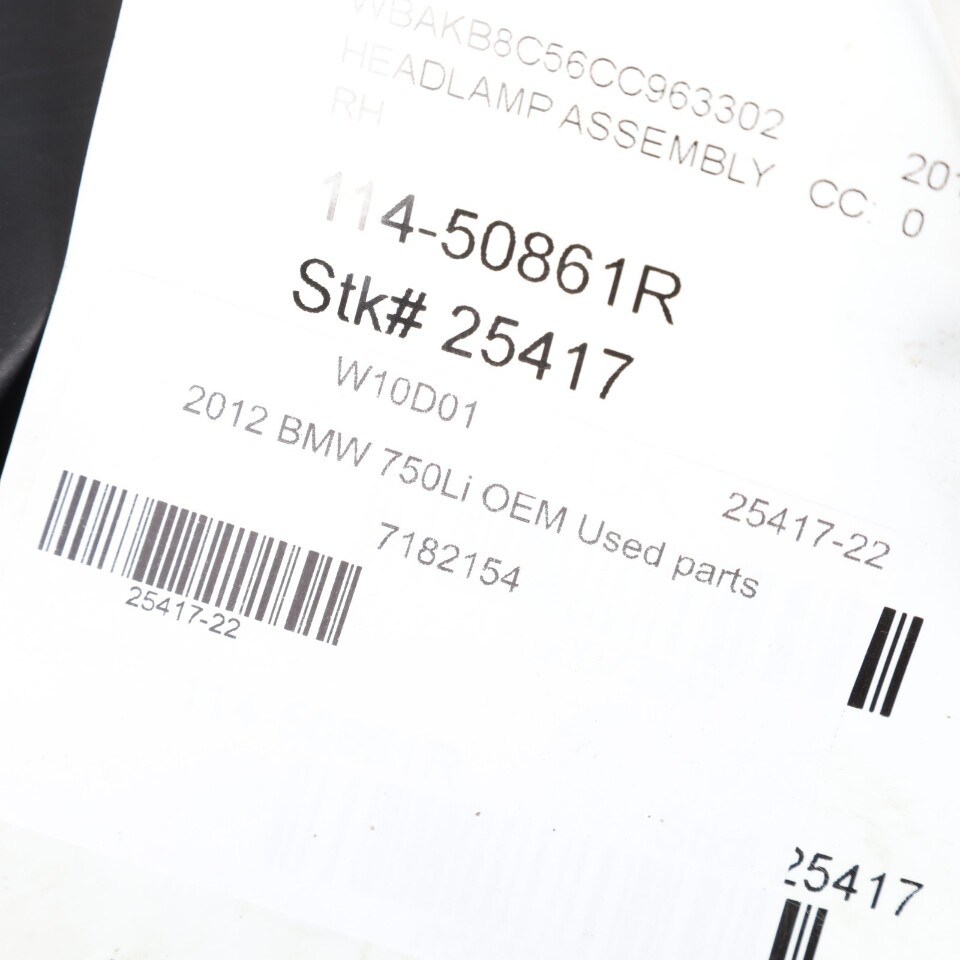 WBAKB8C56CC963302
HEADLAMP ASSEMBLY CC: 0
RH
114-50861R
Stk# 25417
W10D01
2012 BMW 750Li OEM Used parts
7182154
25417-22
25417-22
25417